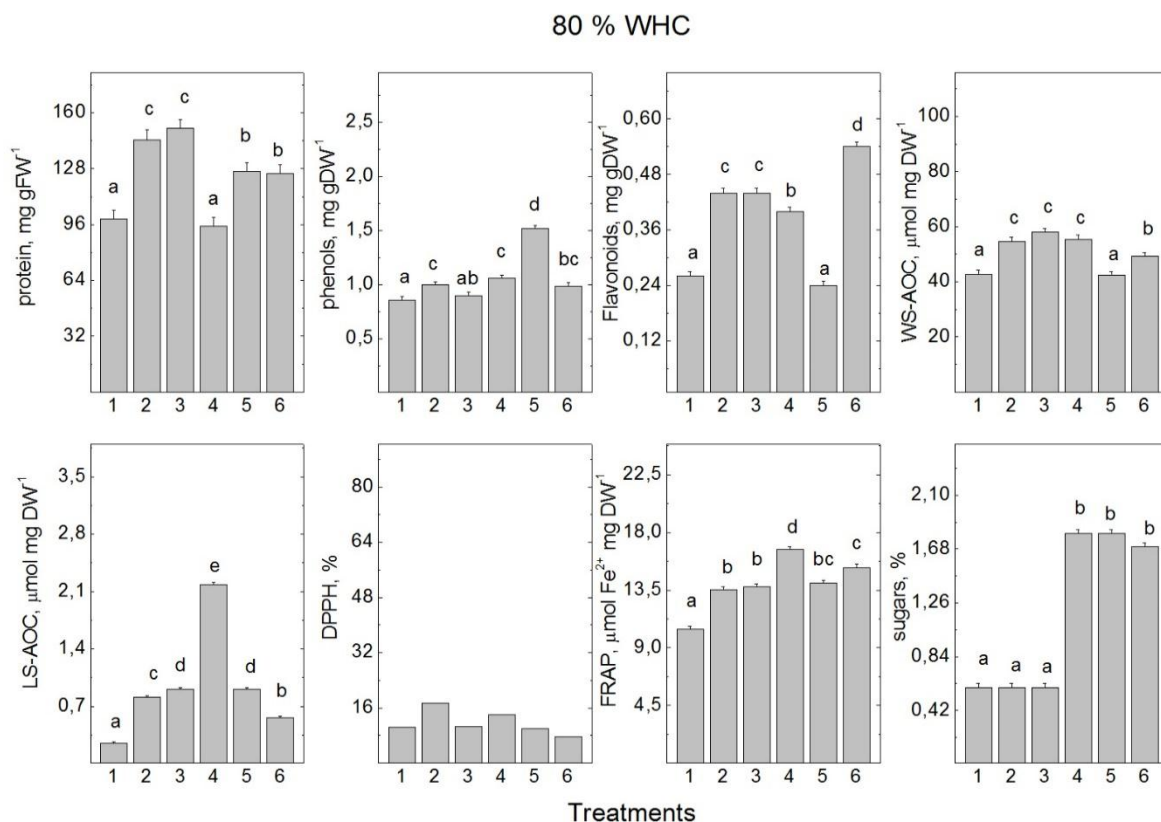 80 % WHC
protein, mg gFW⁻¹
160
128
96
64
32
a
c
c
a
b
b
1 2 3 4 5 6
phenols, mg gDW⁻¹
2,5
2,0
1,5
1,0
0,5
a
c
ab
c
d
bc
1 2 3 4 5 6
Flavonoids, mg gDW⁻¹
0,60
0,48
0,36
0,24
0,12
a
c
c
b
a
d
1 2 3 4 5 6
WS-AOC, µmol mg DW⁻¹
100
80
60
40
20
a
c
c
c
a
b
1 2 3 4 5 6
LS-AOC, µmol mg DW⁻¹
3,5
2,8
2,1
1,4
0,7
a
c
d
e
d
b
1 2 3 4 5 6
DPPH, %
80
64
48
32
16
1 2 3 4 5 6
FRAP, µmol Fe²⁺ mg DW⁻¹
22,5
18,0
13,5
9,0
4,5
a
b
b
d
bc
c
1 2 3 4 5 6
sugars, %
2,10
1,68
1,26
0,84
0,42
a
a
a
b
b
b
1 2 3 4 5 6
Treatments